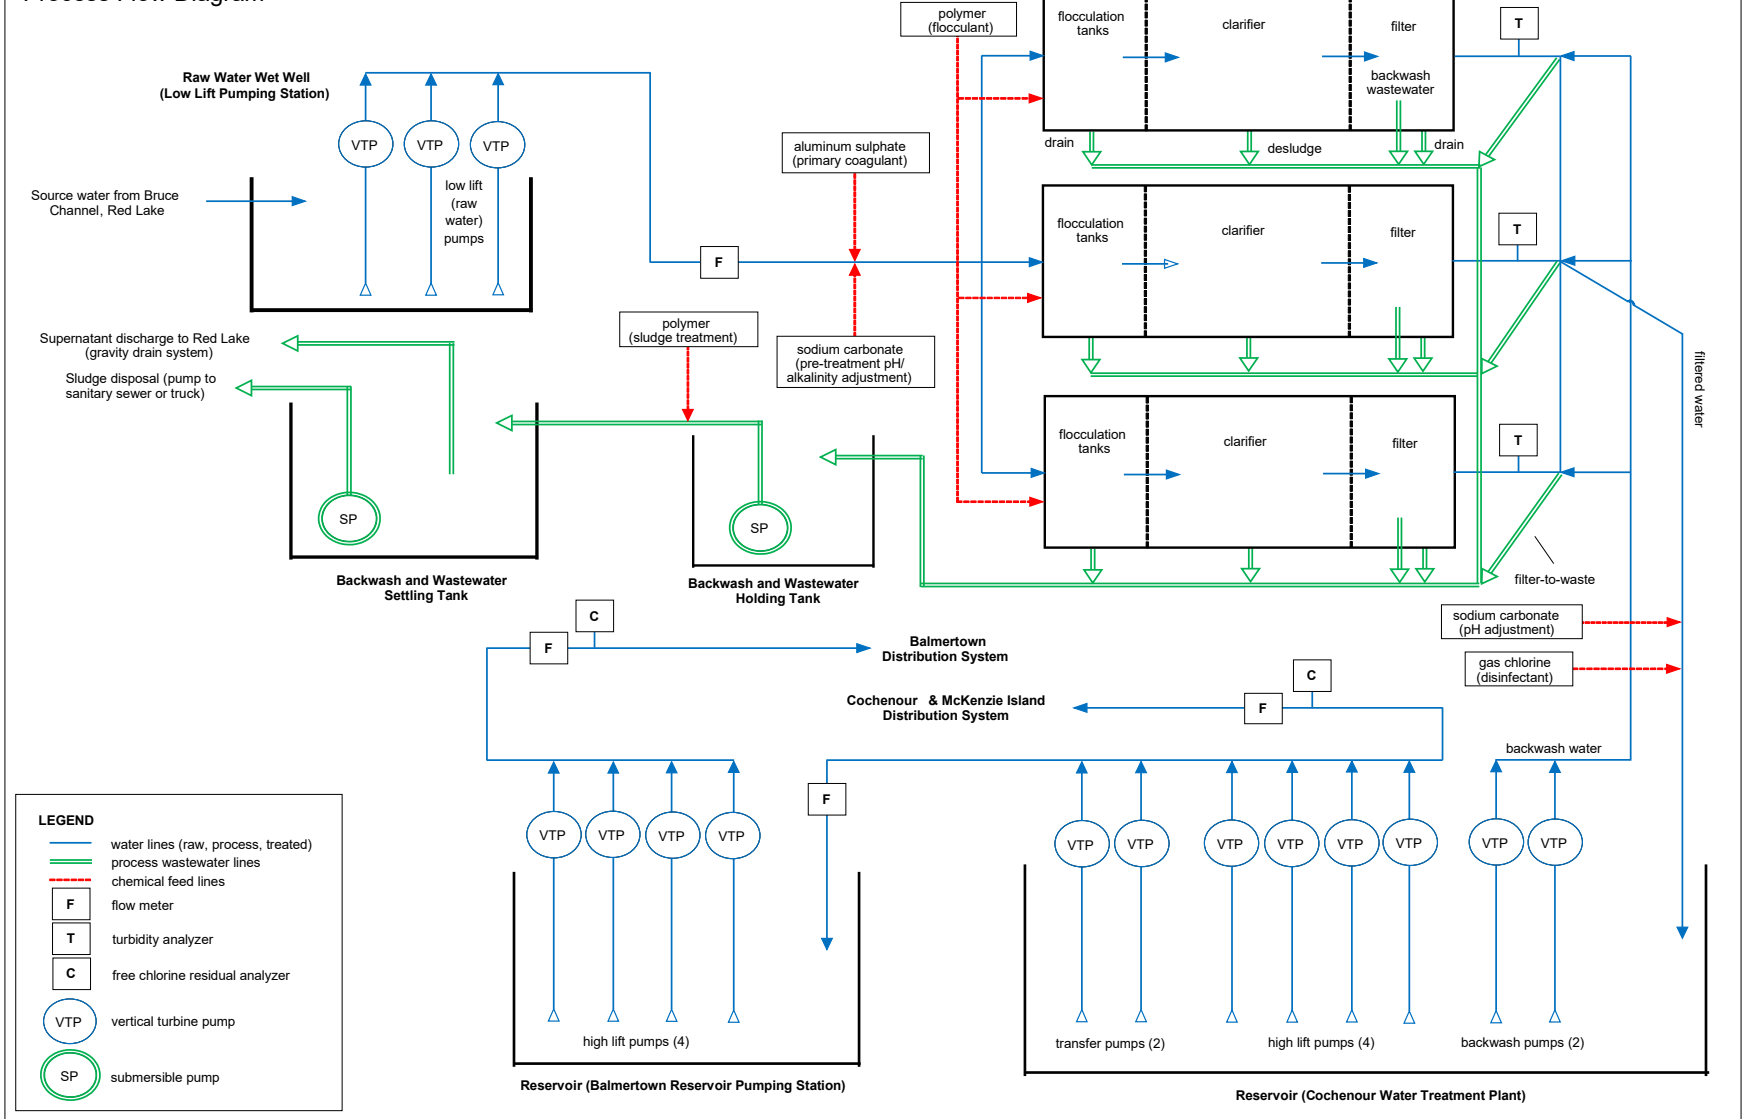 Process Flow Diagram
polymer
(flocculant)
flocculation
tanks
clarifier
filter
T
backwash
wastewater
drain
desludge
drain
Raw Water Wet Well
(Low Lift Pumping Station)
VTP
VTP
VTP
low lift
(raw
water)
pumps
Source water from Bruce
Channel, Red Lake
aluminum sulphate
(primary coagulant)
F
flocculation
tanks
clarifier
filter
T
sodium carbonate
(pre-treatment pH/
alkalinity adjustment)
polymer
(sludge treatment)
Supernatant discharge to Red Lake
(gravity drain system)
Sludge disposal (pump to
sanitary sewer or truck)
filtered water
flocculation
tanks
clarifier
filter
T
SP
SP
Backwash and Wastewater
Settling Tank
Backwash and Wastewater
Holding Tank
filter-to-waste
sodium carbonate
(pH adjustment)
gas chlorine
(disinfectant)
C
F
Balmertown
Distribution System
C
F
Cochenour & McKenzie Island
Distribution System
backwash water
F
VTP
VTP
VTP
VTP
VTP
VTP
VTP
VTP
VTP
VTP
VTP
VTP
high lift pumps (4)
transfer pumps (2)
high lift pumps (4)
backwash pumps (2)
Reservoir (Balmertown Reservoir Pumping Station)
Reservoir (Cochenour Water Treatment Plant)
LEGEND
water lines (raw, process, treated)
process wastewater lines
chemical feed lines
F
flow meter
T
turbidity analyzer
C
free chlorine residual analyzer
VTP
vertical turbine pump
SP
submersible pump